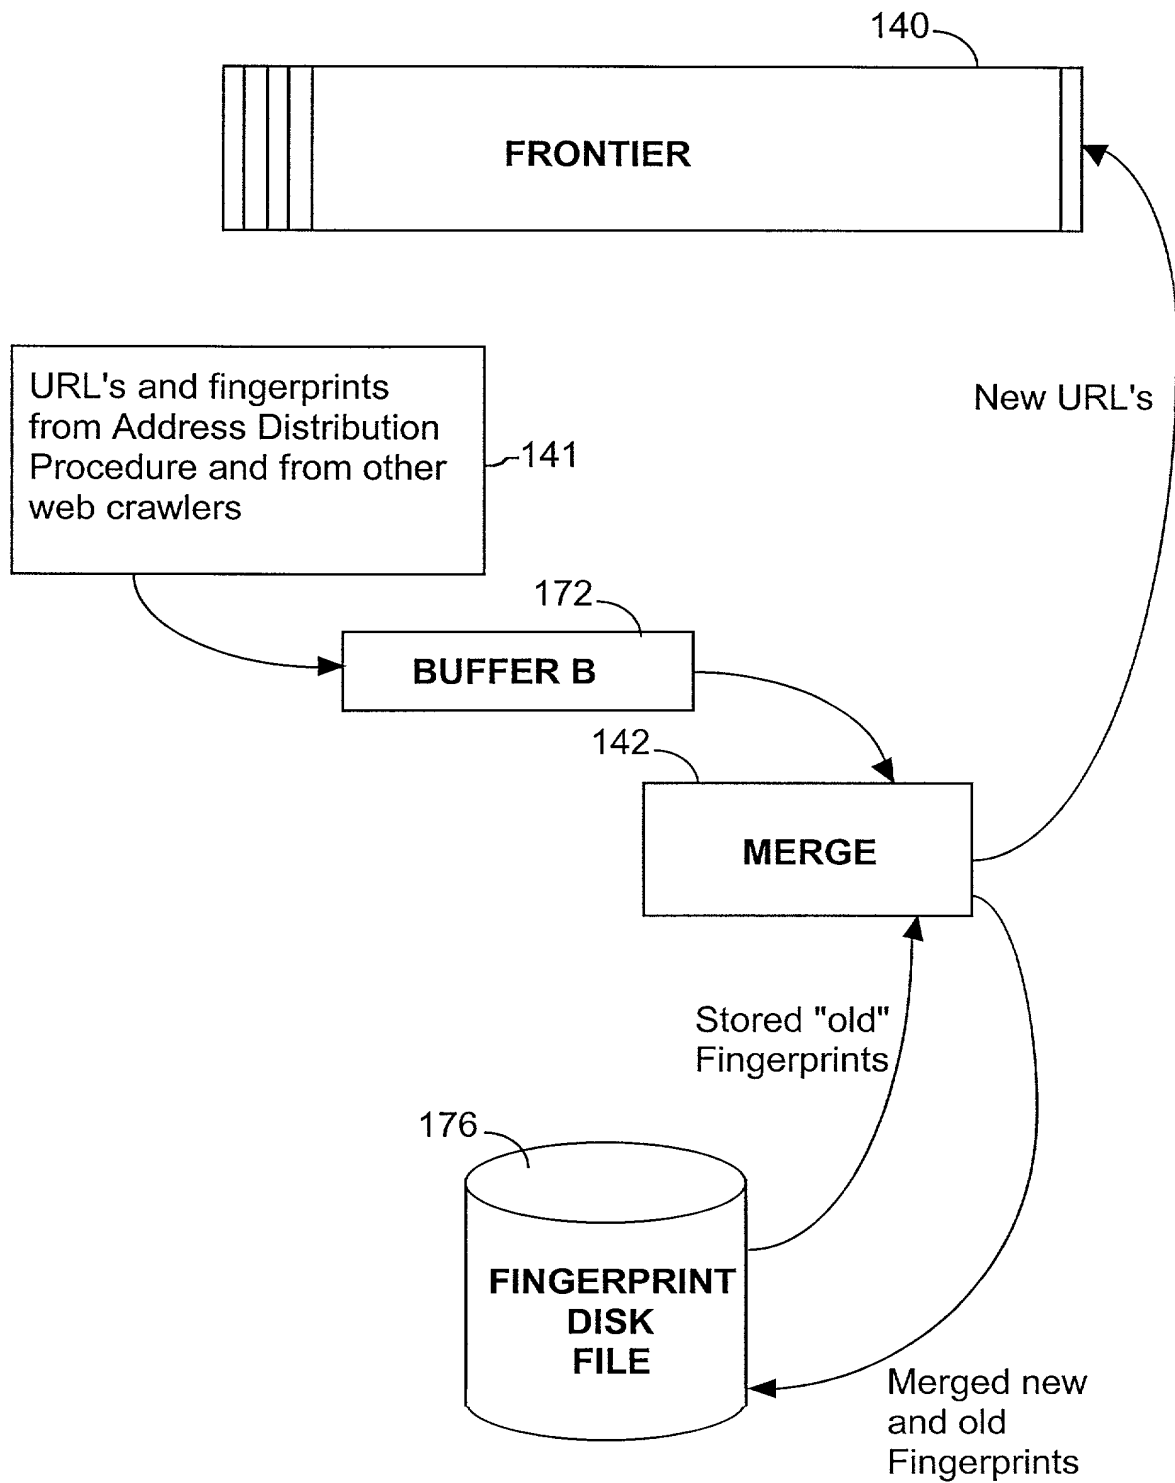 140
FRONTIER
URL's and fingerprints
from Address Distribution
Procedure and from other
web crawlers
141
New URL's
172
BUFFER B
142
MERGE
Stored "old"
Fingerprints
176
FINGERPRINT
DISK
FILE
Merged new
and old
Fingerprints